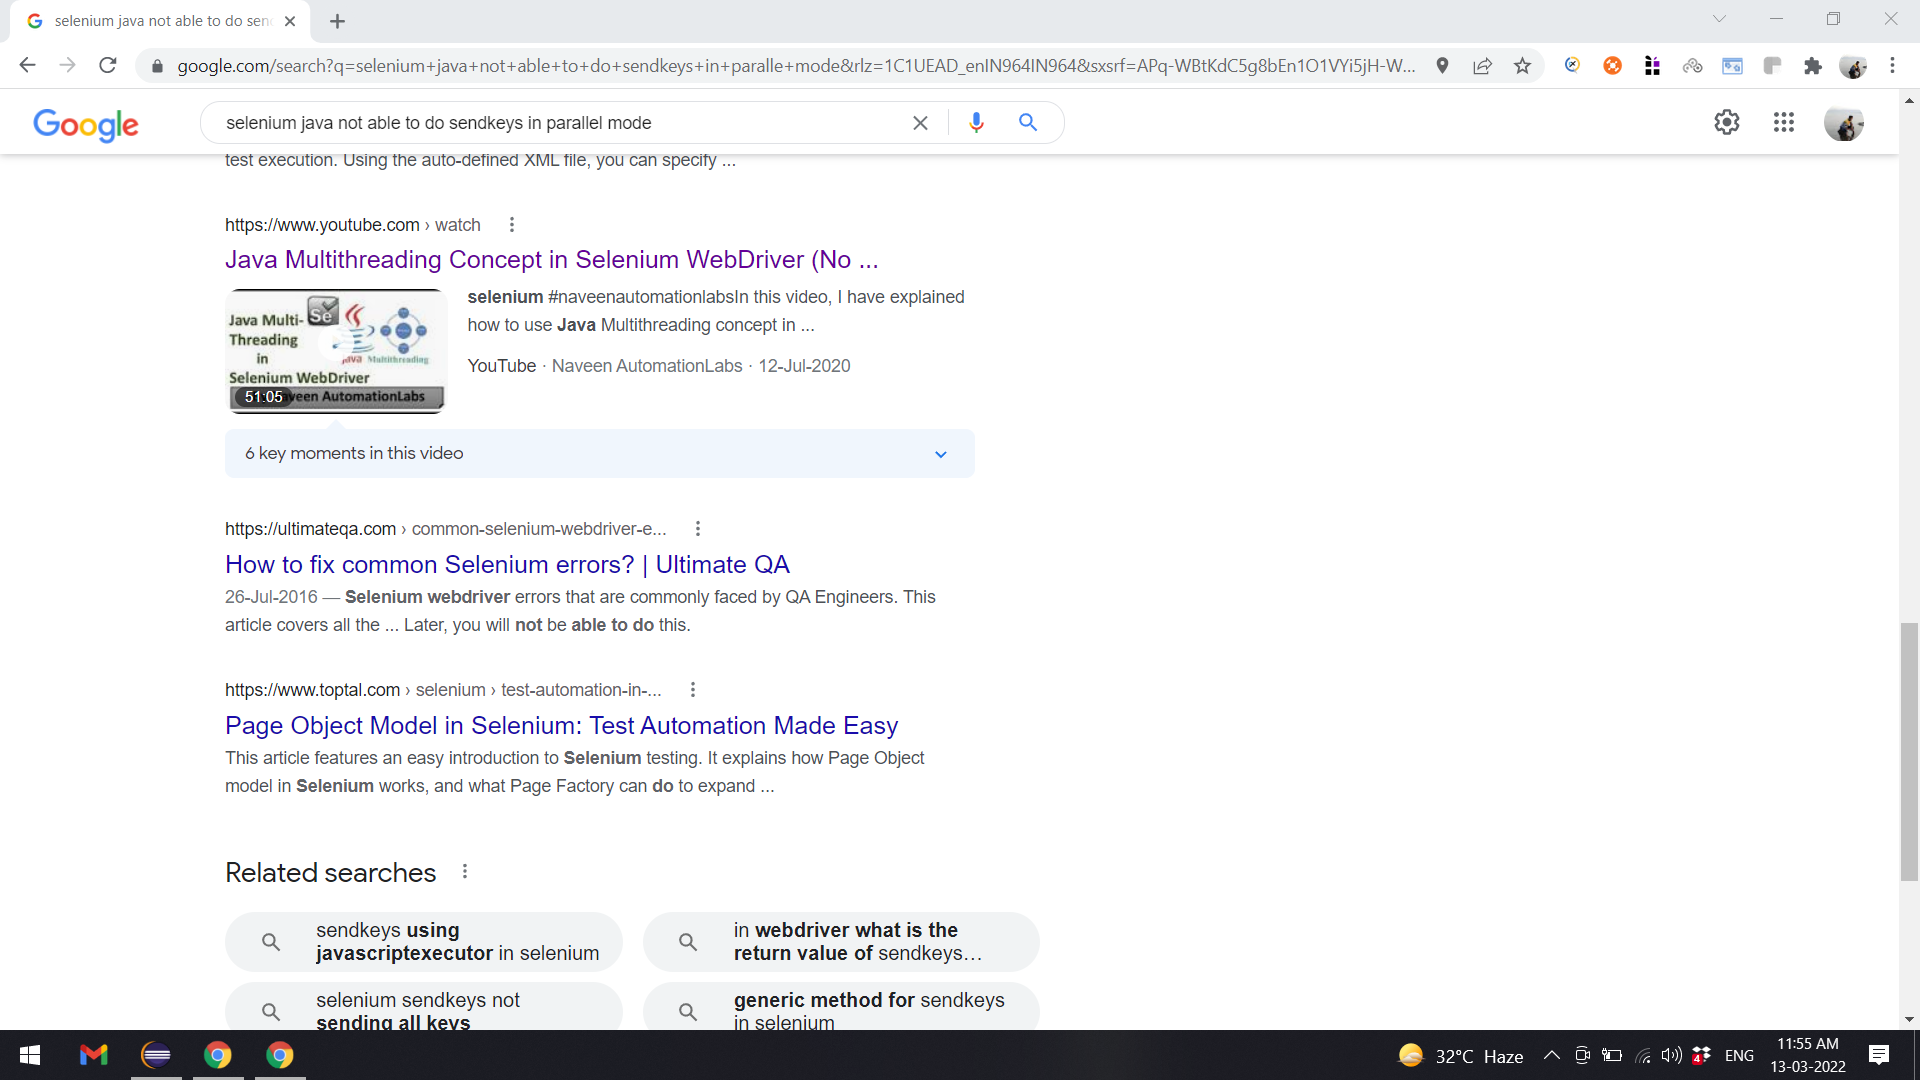 selenium java not able to do sen
google.com/search?q=selenium+java+not+able+to+do+sendkeys+in+paralle+mode&rlz=1C1UEAD_enIN964IN964&sxsrf=APq-WBtKdC5g8bEn1O1VYi5jH-W...
Google
selenium java not able to do sendkeys in parallel mode
test execution. Using the auto-defined XML file, you can specify ...
https://www.youtube.com › watch
Java Multithreading Concept in Selenium WebDriver (No ...
Java Multi-
Threading
in
Selenium WebDriver
Se
Java Multithreading
51:05
veen AutomationLabs
selenium #naveenautomationlabsIn this video, I have explained
how to use Java Multithreading concept in ...
YouTube · Naveen AutomationLabs · 12-Jul-2020
6 key moments in this video
https://ultimateqa.com › common-selenium-webdriver-e...
How to fix common Selenium errors? | Ultimate QA
26-Jul-2016 — Selenium webdriver errors that are commonly faced by QA Engineers. This
article covers all the ... Later, you will not be able to do this.
https://www.toptal.com › selenium › test-automation-in-...
Page Object Model in Selenium: Test Automation Made Easy
This article features an easy introduction to Selenium testing. It explains how Page Object
model in Selenium works, and what Page Factory can do to expand ...
Related searches
sendkeys using
javascriptexecutor in selenium
in webdriver what is the
return value of sendkeys...
selenium sendkeys not
sending all keys
generic method for sendkeys
in selenium
32°C Haze
4
ENG
11:55 AM
13-03-2022